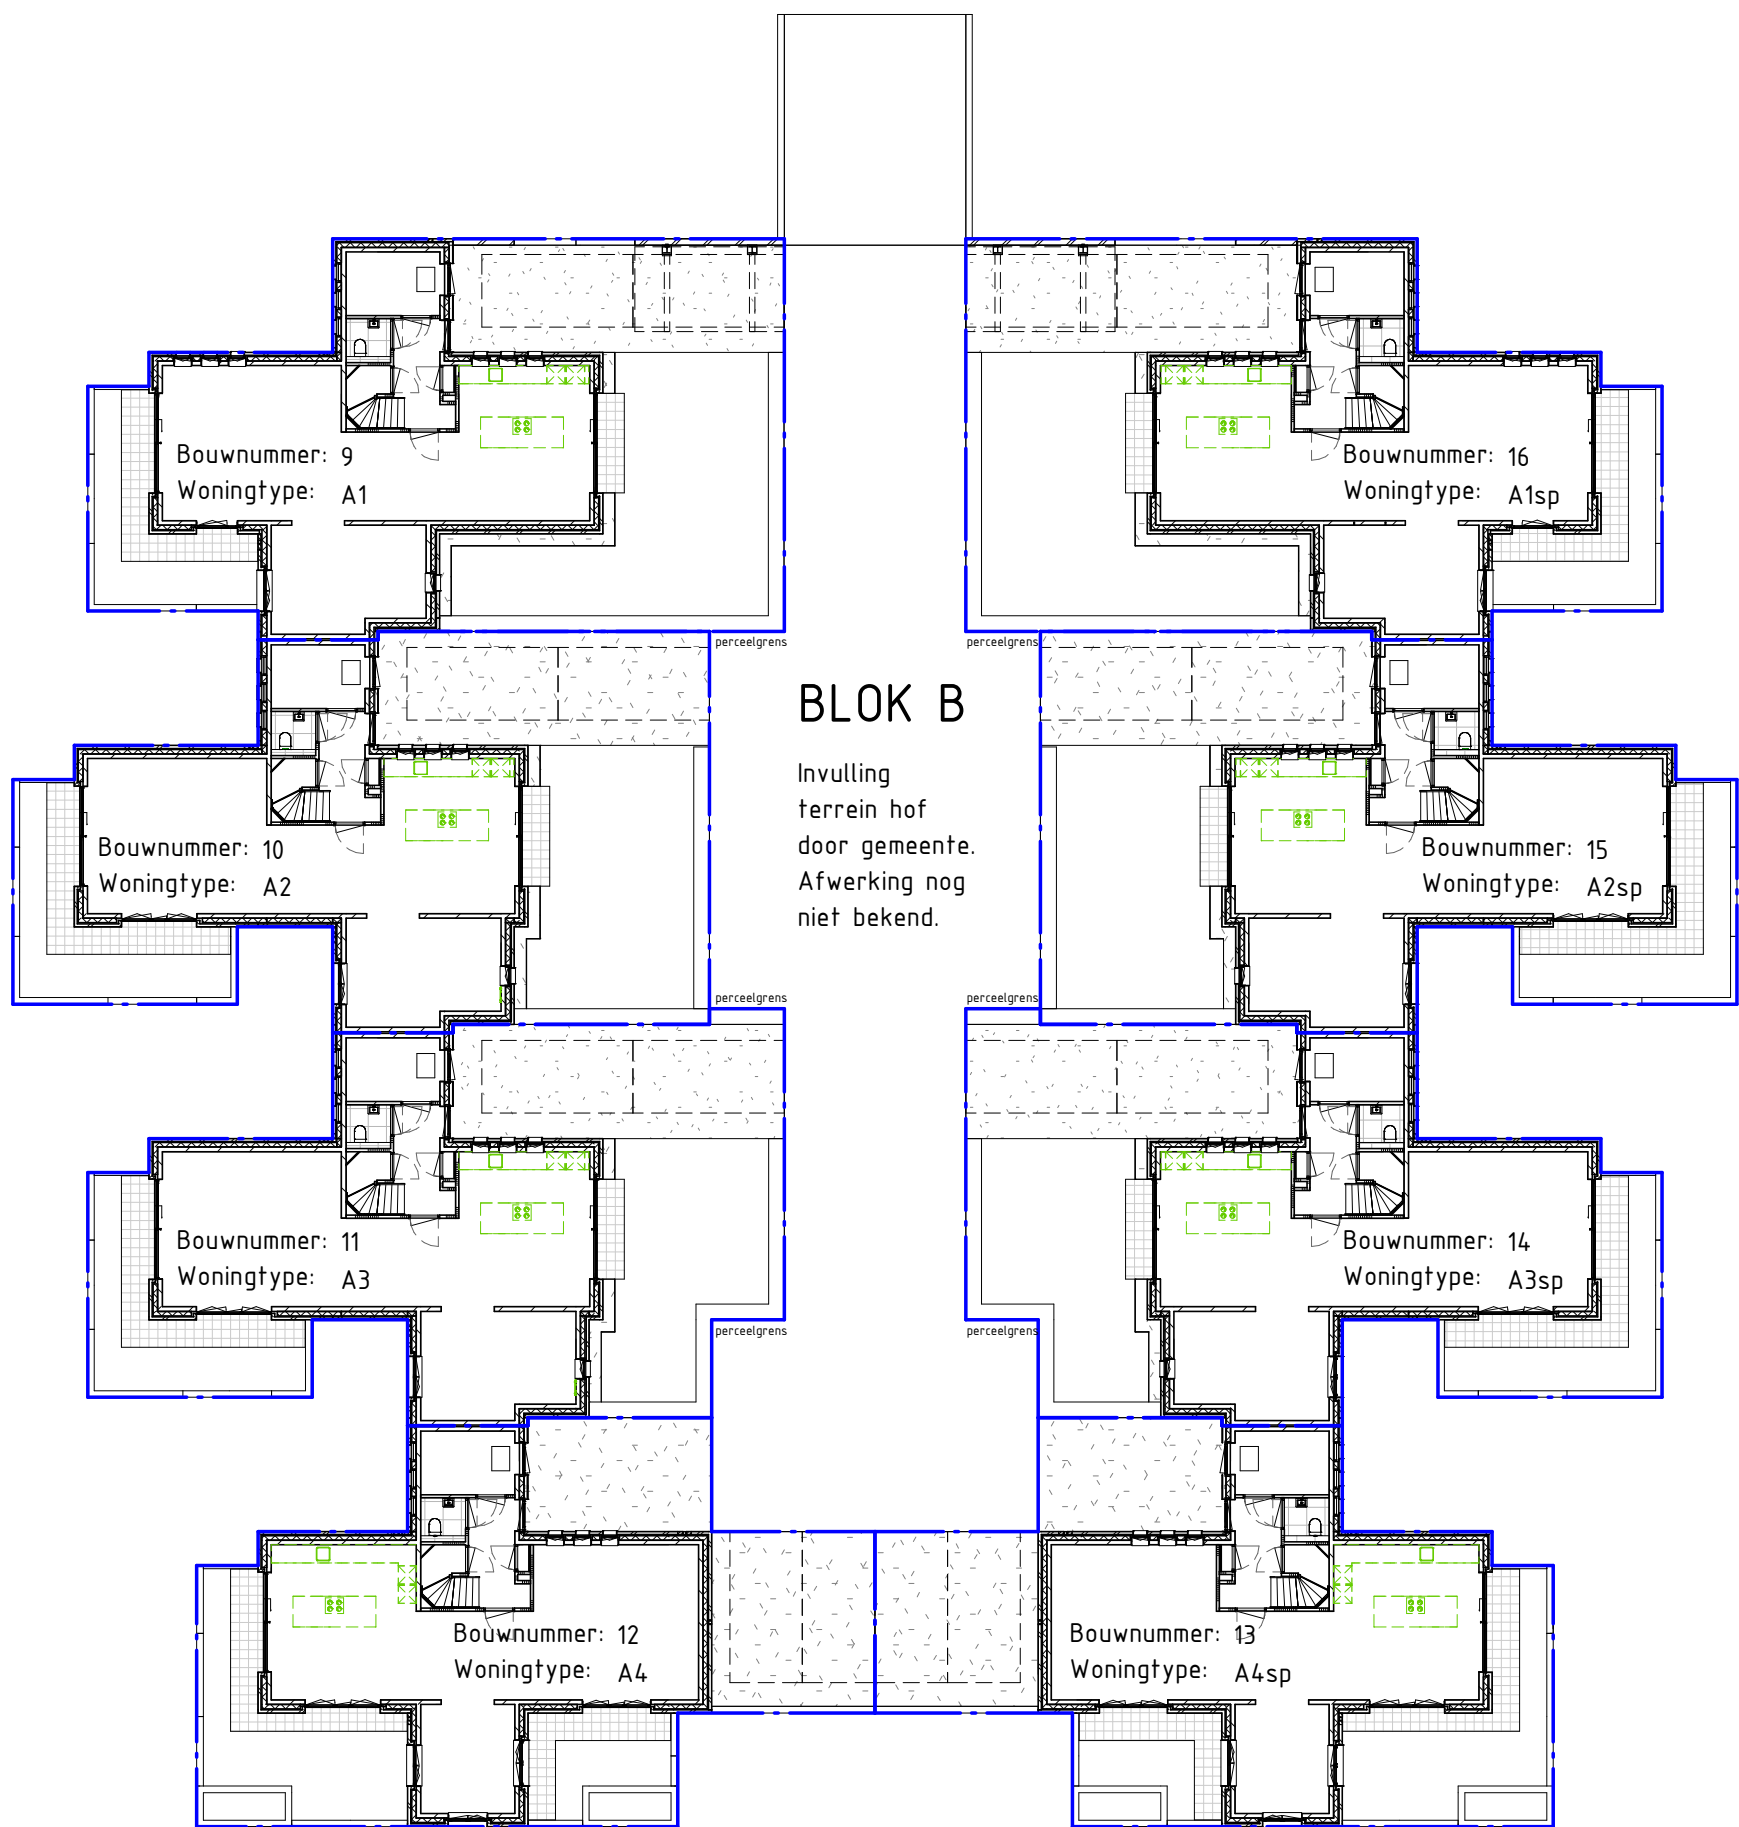 Bouwnummer: 9
Woningtype: A1
Bouwnummer: 16
Woningtype: A1sp
perceelgrens
perceelgrens
BLOK B
Invulling
terrein hof
door gemeente.
Afwerking nog
niet bekend.
Bouwnummer: 10
Woningtype: A2
Bouwnummer: 15
Woningtype: A2sp
perceelgrens
perceelgrens
Bouwnummer: 11
Woningtype: A3
Bouwnummer: 14
Woningtype: A3sp
perceelgrens
perceelgrens
Bouwnummer: 12
Woningtype: A4
Bouwnummer: 13
Woningtype: A4sp